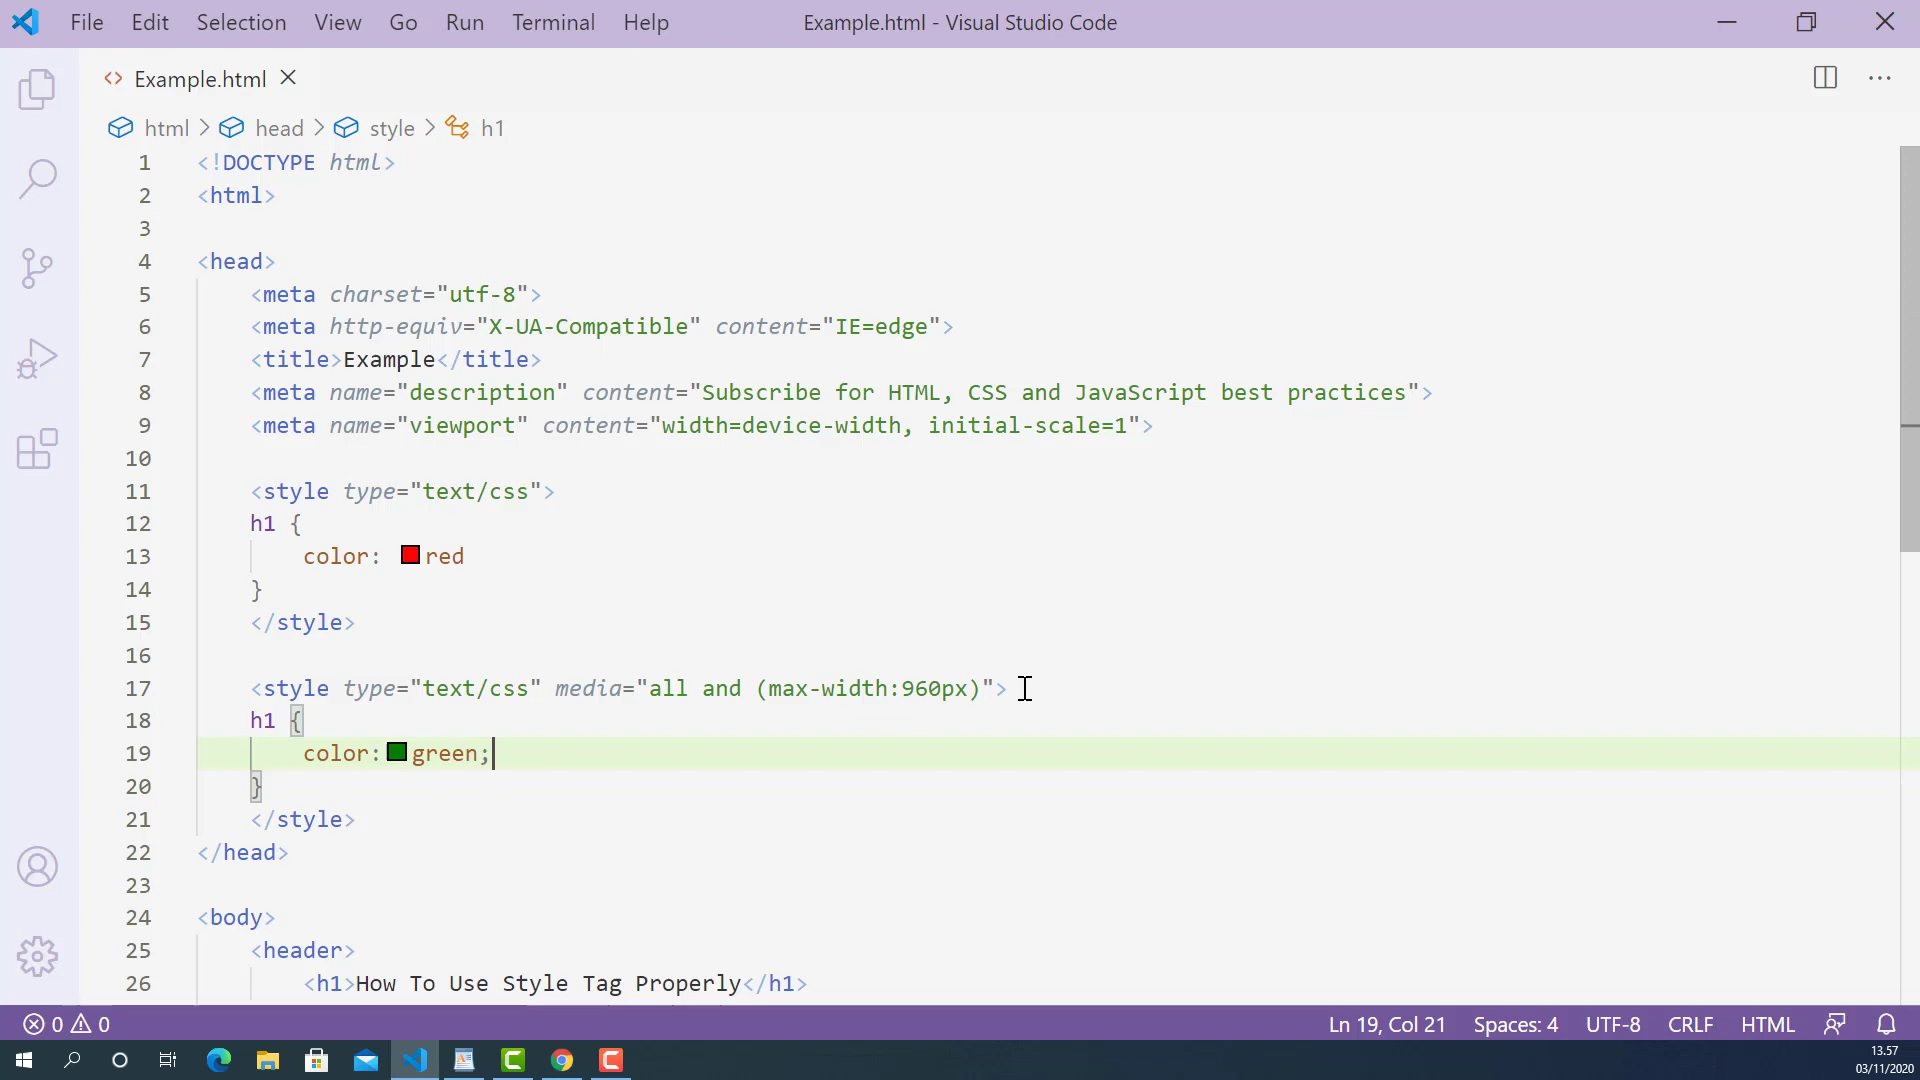 File Edit Selection View Go Run Terminal Help Example.html - Visual Studio Code
Example.html
html > head > style > h1
1 <!DOCTYPE html>
2 <html>
3
4 <head>
5 <meta charset="utf-8">
6 <meta http-equiv="X-UA-Compatible" content="IE=edge">
7 <title>Example</title>
8 <meta name="description" content="Subscribe for HTML, CSS and JavaScript best practices">
9 <meta name="viewport" content="width=device-width, initial-scale=1">
10
11 <style type="text/css">
12 h1 {
13 color: red
14 }
15 </style>
16
17 <style type="text/css" media="all and (max-width:960px)">
18 h1 {
19 color:green;
20 }
21 </style>
22 </head>
23
24 <body>
25 <header>
26 <h1>How To Use Style Tag Properly</h1>
0 0 Ln 19, Col 21 Spaces: 4 UTF-8 CRLF HTML
13.57
03/11/2020